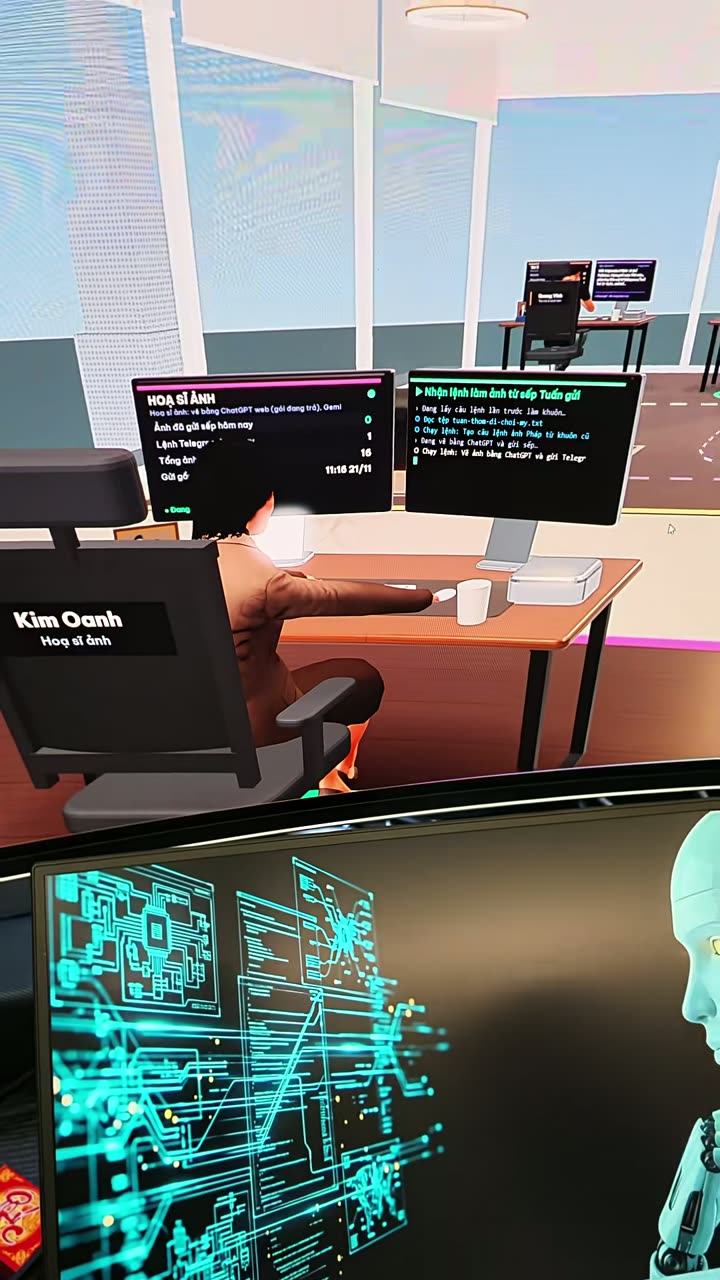 HOẠ SĨ ẢNH
Hoạ sĩ ảnh: vẽ bằng ChatGPT web (gói đang trả), Gemi
Ảnh đã gửi sếp hôm nay 0
Lệnh Telegr 1
Tổng ảnh 16
Gửi gầ 11:16 21/11
Đang
▶ Nhận lệnh làm ảnh từ sếp Tuấn gửi
› Đang lấy câu lệnh lần trước làm khuôn…
Đọc tệp tuan-thom-di-choi-my.txt
Chạy lệnh: Tạo câu lệnh ảnh Pháp từ khuôn cũ
› Đang vẽ bằng ChatGPT và gửi sếp…
Chạy lệnh: Vẽ ảnh bằng ChatGPT và gửi Telegr
Kim Oanh
Hoạ sĩ ảnh
Quang Vinh